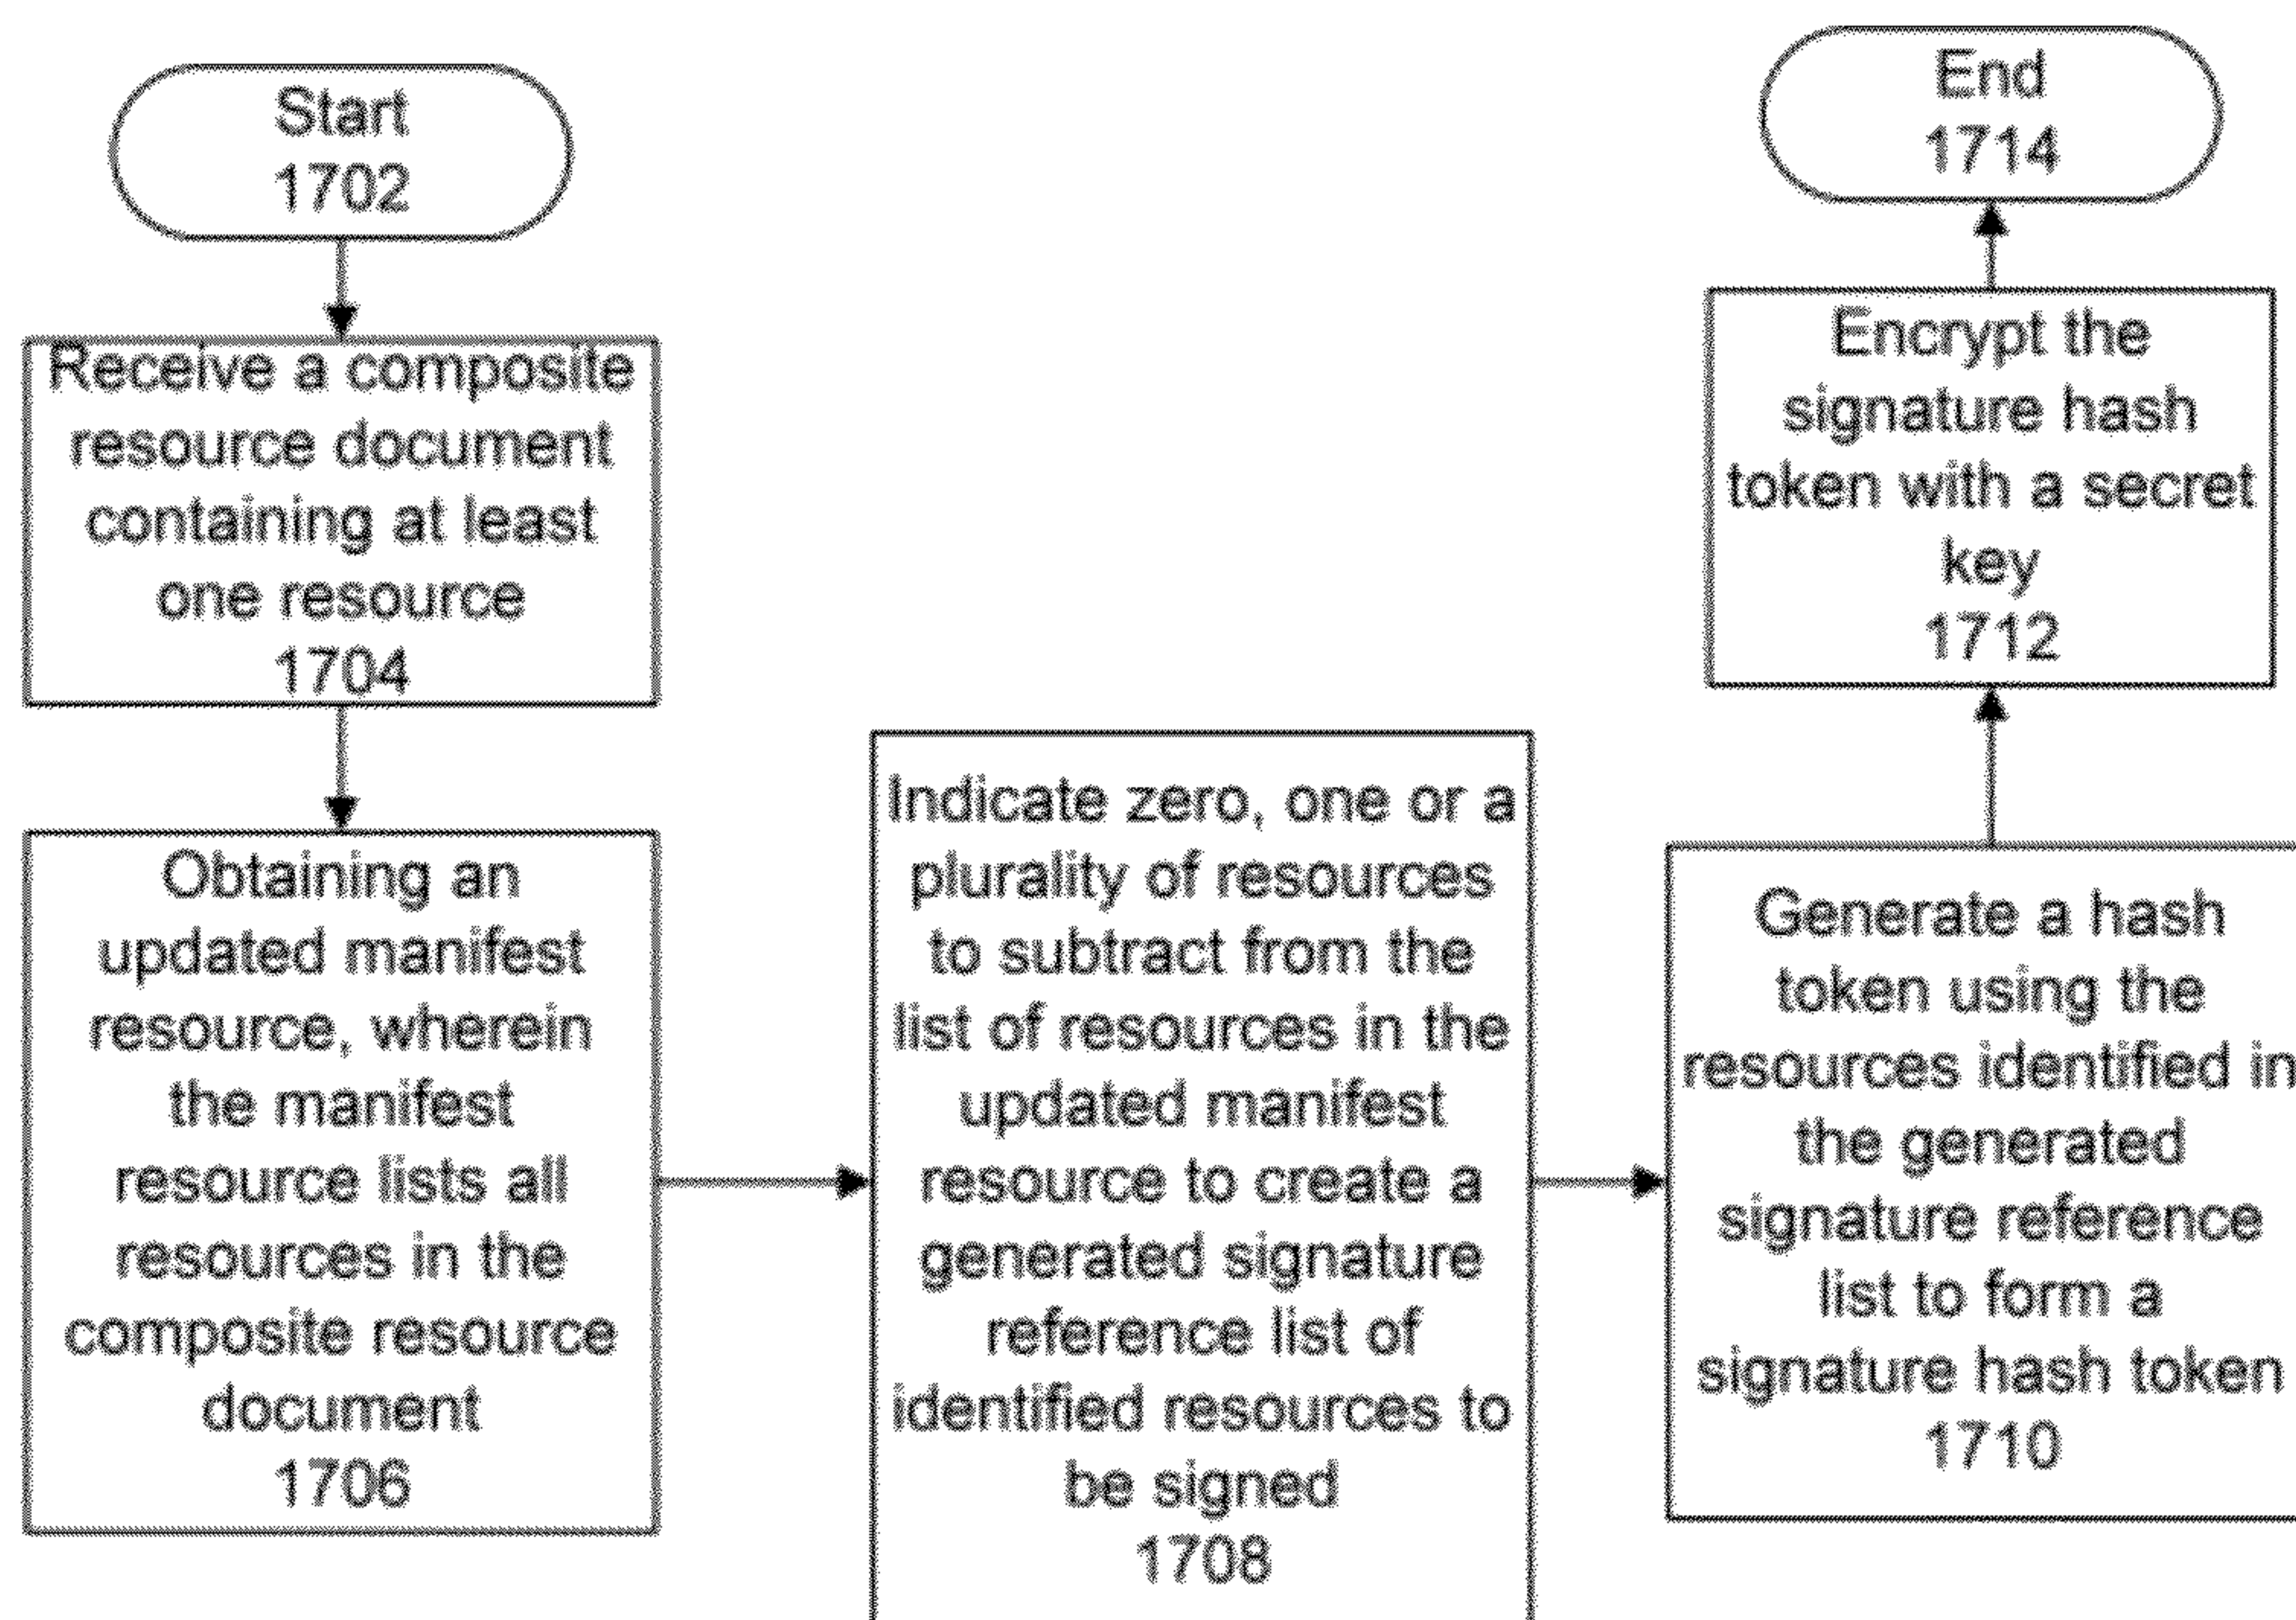 Start
1702
Receive a composite
resource document
containing at least
one resource
1704
Obtaining an
updated manifest
resource, wherein
the manifest
resource lists all
resources in the
composite resource
document
1706
Indicate zero, one or a
plurality of resources
to subtract from the
list of resources in the
updated manifest
resource to create a
generated signature
reference list of
identified resources to
be signed
1708
Generate a hash
token using the
resources identified in
the generated
signature reference
list to form a
signature hash token
1710
Encrypt the
signature hash
token with a secret
key
1712
End
1714